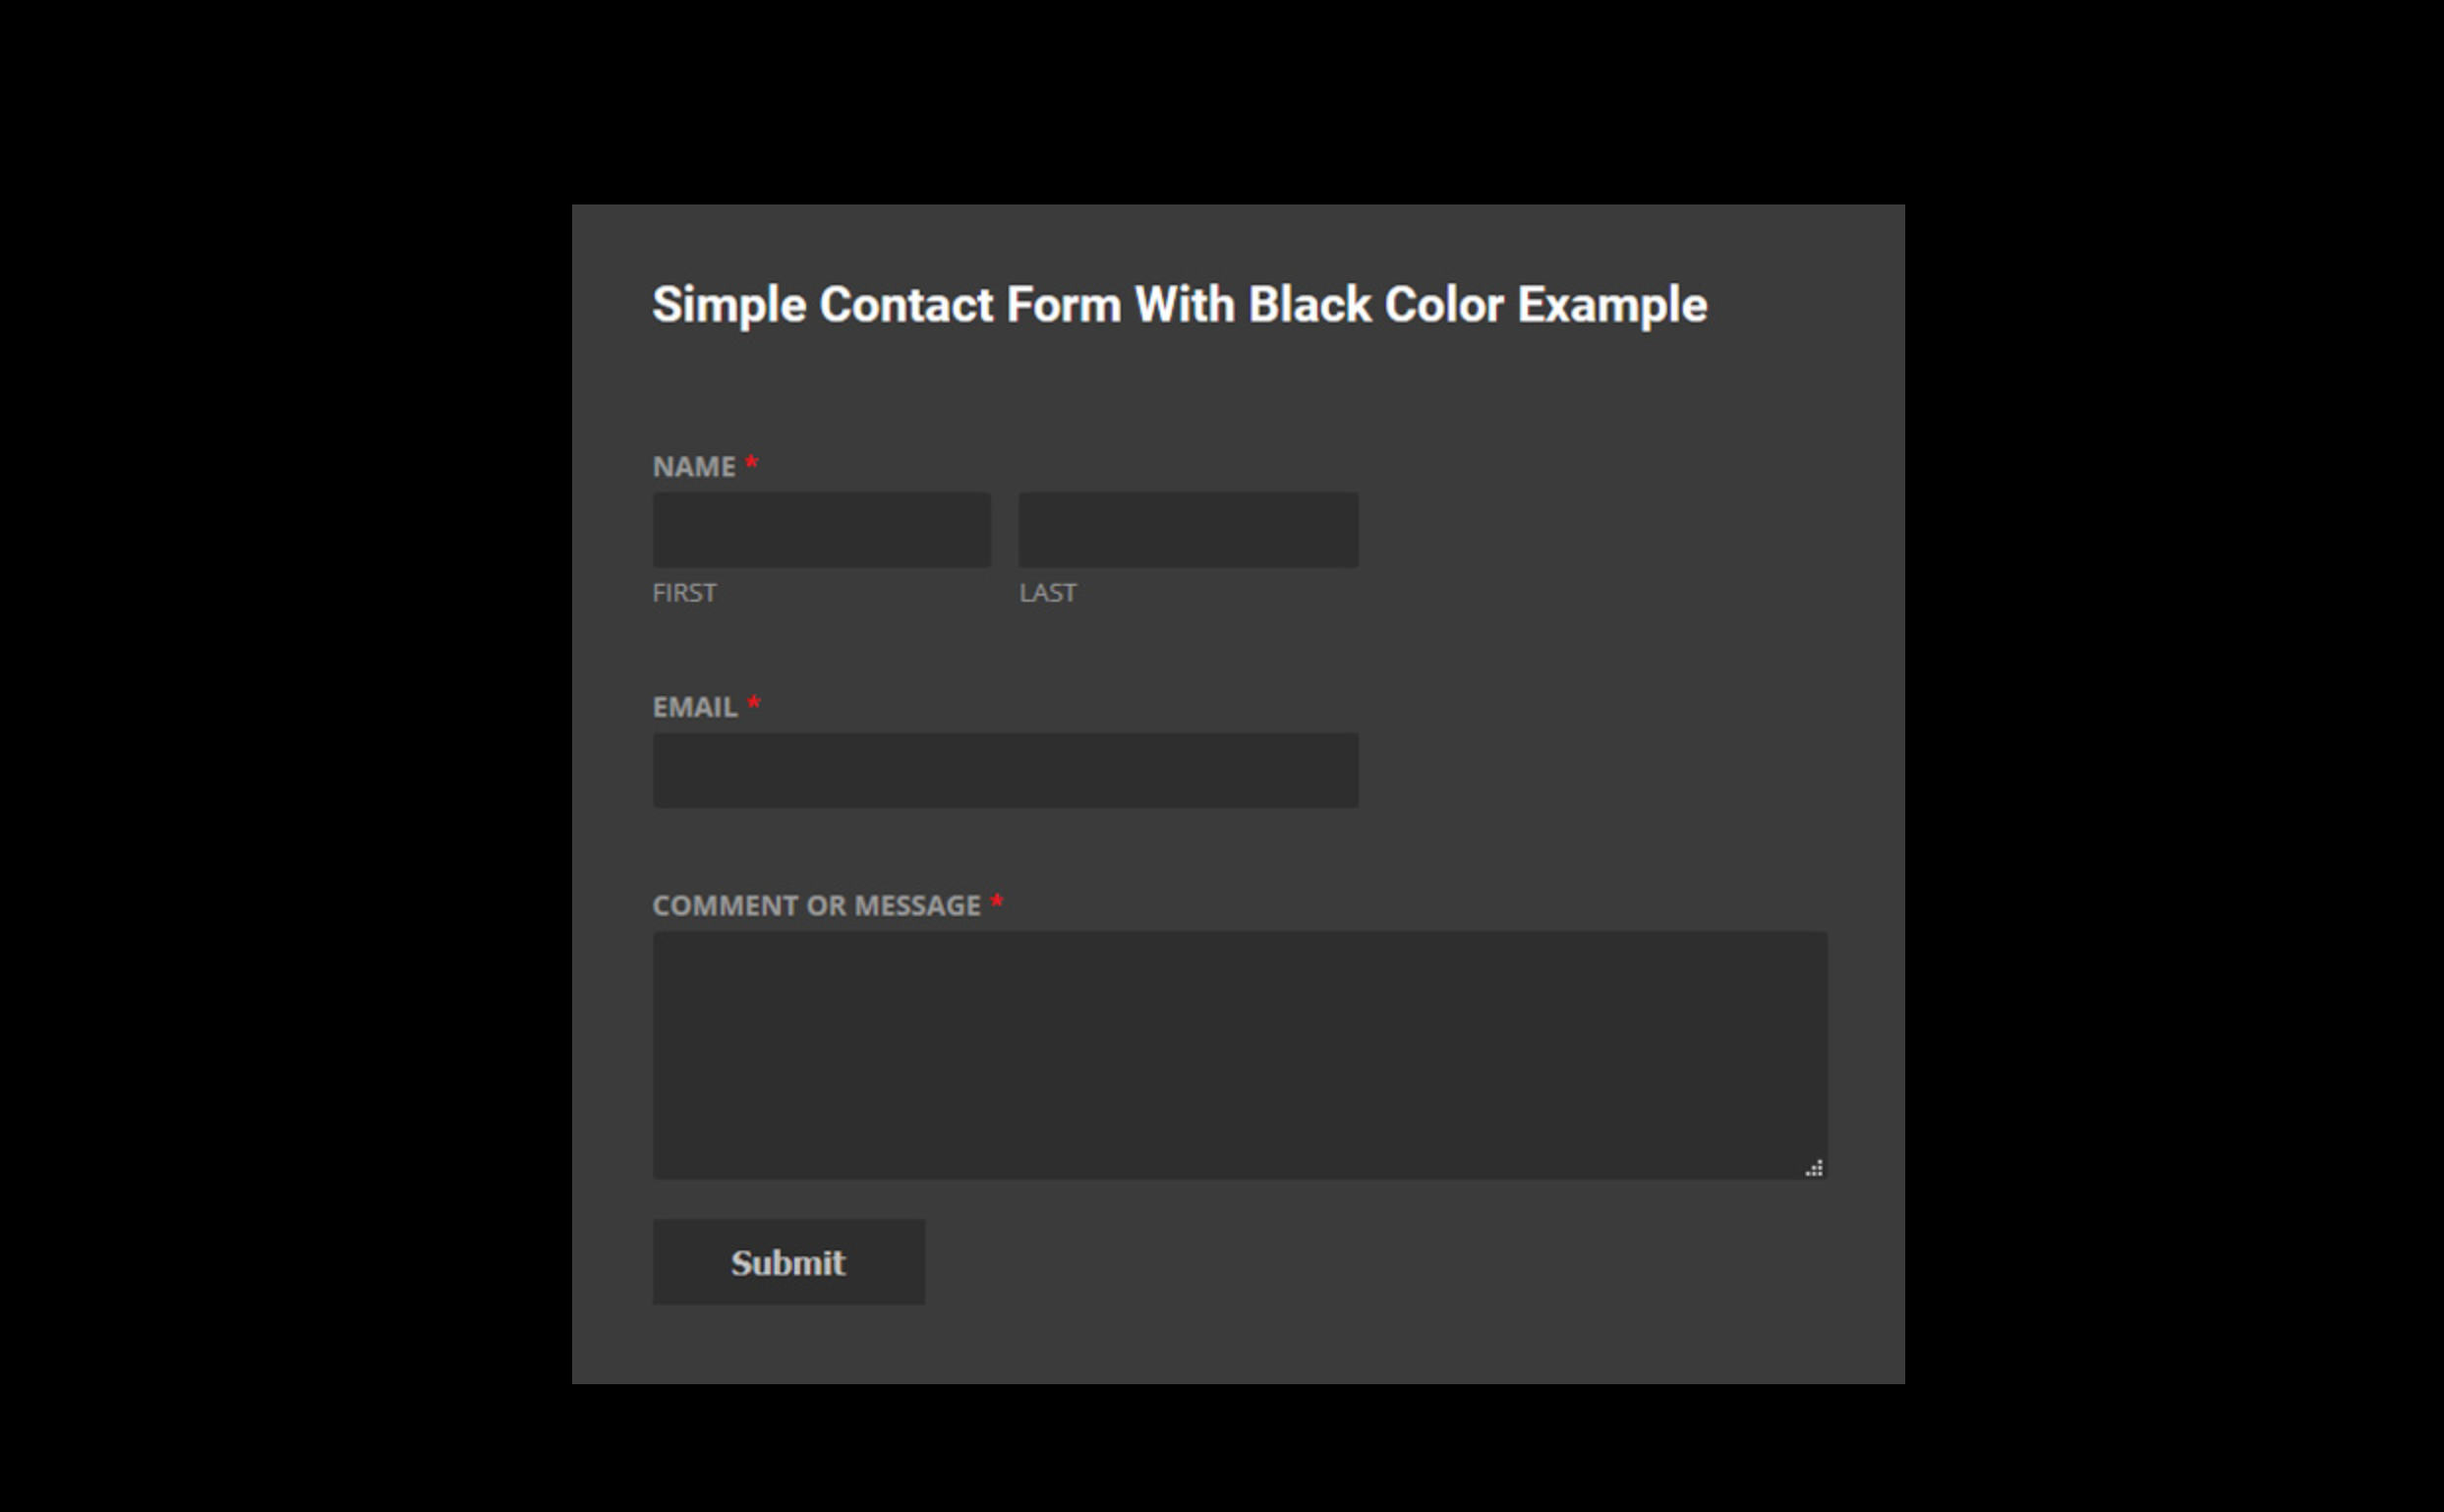 Simple Contact Form With Black Color Example
NAME *
FIRST LAST
EMAIL *
COMMENT OR MESSAGE *
Submit